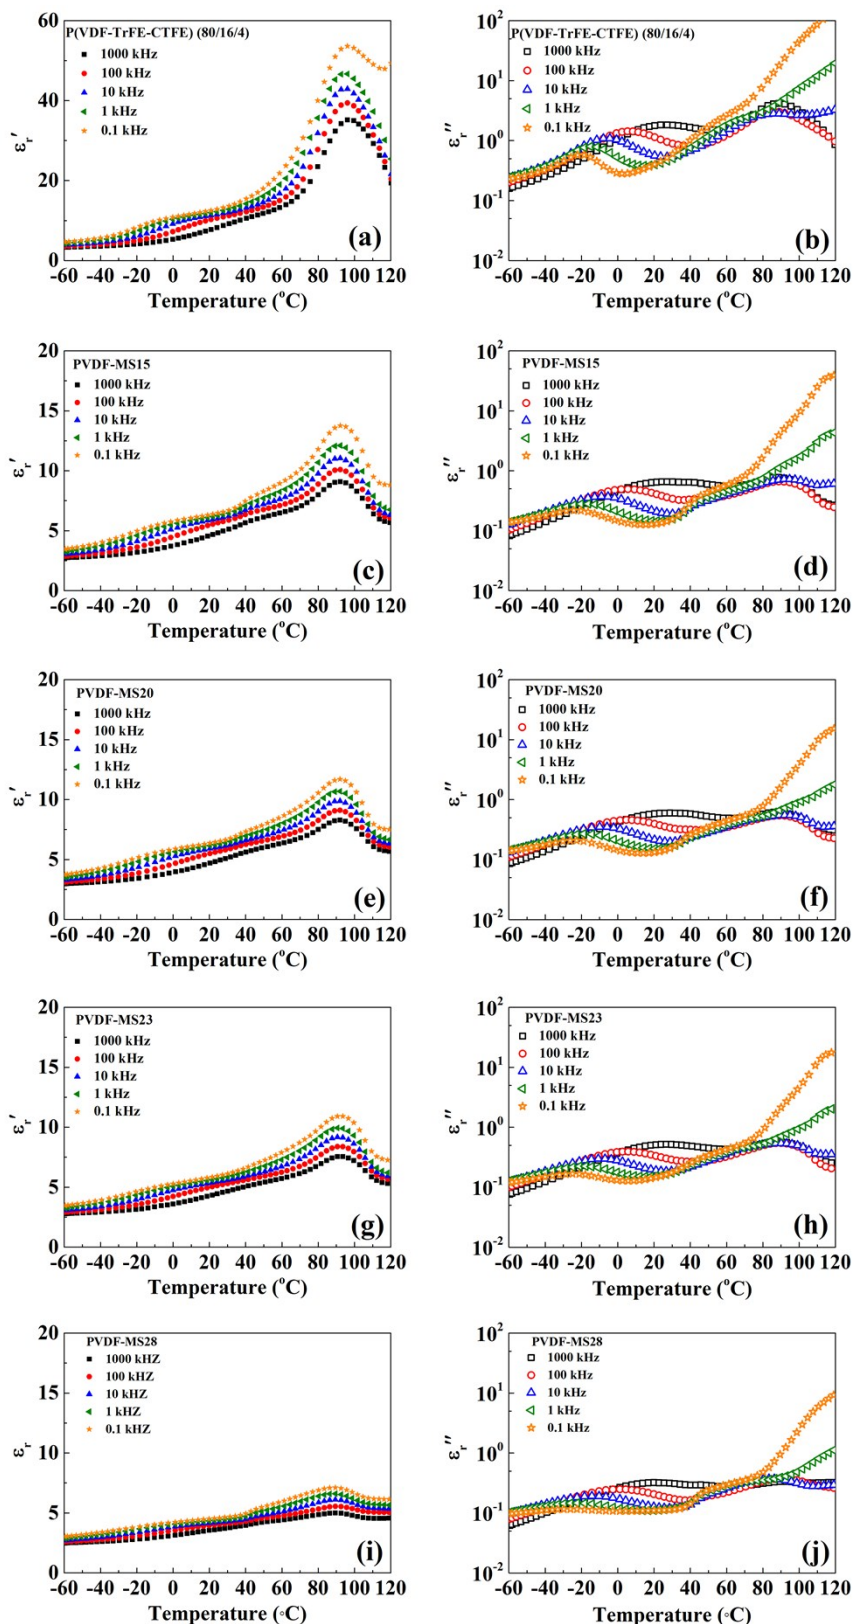 P(VDF-TrFE-CTFE) (80/16/4)
1000 kHz
100 kHz
10 kHz
1 kHz
0.1 kHz
60
40
20
0
εr′
-60 -40 -20 0 20 40 60 80 100 120
Temperature (°C)
(a)
P(VDF-TrFE-CTFE) (80/16/4)
1000 kHz
100 kHz
10 kHz
1 kHz
0.1 kHz
10²
10¹
10⁰
10⁻¹
10⁻²
εr″
-60 -40 -20 0 20 40 60 80 100 120
Temperature (°C)
(b)
PVDF-MS15
1000 kHz
100 kHz
10 kHz
1 kHz
0.1 kHz
20
15
10
5
0
εr′
-60 -40 -20 0 20 40 60 80 100 120
Temperature (°C)
(c)
PVDF-MS15
1000 kHz
100 kHz
10 kHz
1 kHz
0.1 kHz
10²
10¹
10⁰
10⁻¹
10⁻²
εr″
-60 -40 -20 0 20 40 60 80 100 120
Temperature (°C)
(d)
PVDF-MS20
1000 kHz
100 kHz
10 kHz
1 kHz
0.1 kHz
20
15
10
5
0
εr′
-60 -40 -20 0 20 40 60 80 100 120
Temperature (°C)
(e)
PVDF-MS20
1000 kHz
100 kHz
10 kHz
1 kHz
0.1 kHz
10²
10¹
10⁰
10⁻¹
10⁻²
εr″
-60 -40 -20 0 20 40 60 80 100 120
Temperature (°C)
(f)
PVDF-MS23
1000 kHz
100 kHz
10 kHz
1 kHz
0.1 kHz
20
15
10
5
0
εr′
-60 -40 -20 0 20 40 60 80 100 120
Temperature (°C)
(g)
PVDF-MS23
1000 kHz
100 kHz
10 kHz
1 kHz
0.1 kHz
10²
10¹
10⁰
10⁻¹
10⁻²
εr″
-60 -40 -20 0 20 40 60 80 100 120
Temperature (°C)
(h)
PVDF-MS28
1000 kHZ
100 kHZ
10 kHZ
1 kHZ
0.1 kHZ
20
15
10
5
0
εr′
-60 -40 -20 0 20 40 60 80 100 120
Temperature (◦C)
(i)
PVDF-MS28
1000 kHz
100 kHz
10 kHz
1 kHz
0.1 kHz
10²
10¹
10⁰
10⁻¹
10⁻²
εr″
-60 -40 -20 0 20 40 60 80 100 120
Temperature (◦C)
(j)